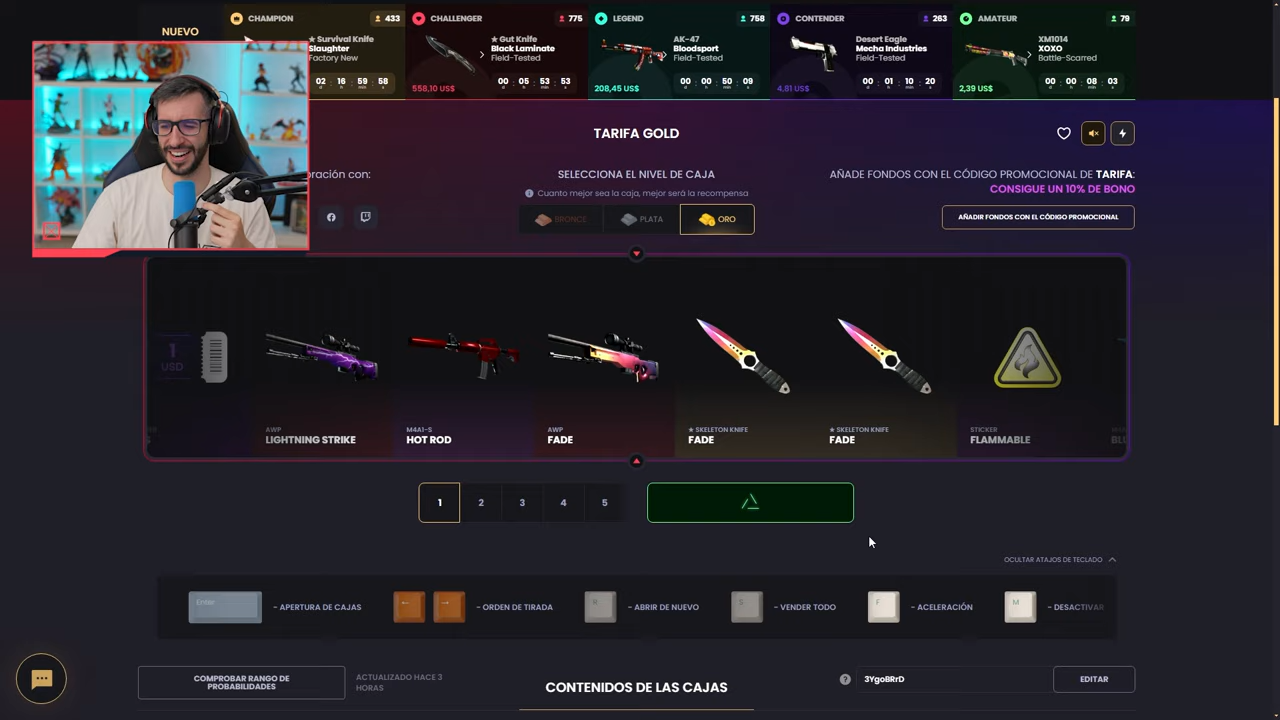 NUEVO
CHAMPION
433
★ Survival Knife
Slaughter
Factory New
02 : 16 : 59 : 58
CHALLENGER
775
★ Gut Knife
Black Laminate
Field-Tested
00 : 05 : 53 : 53
d h min s
558,10 US$
LEGEND
758
AK-47
Bloodsport
Field-Tested
00 : 00 : 50 : 09
d h min s
208,45 US$
CONTENDER
263
Desert Eagle
Mecha Industries
Field-Tested
00 : 01 : 10 : 20
d h min s
4,81 US$
AMATEUR
79
XM1014
XOXO
Battle-Scarred
00 : 00 : 08 : 03
d h min s
2,39 US$
TARIFA GOLD
oración con:
SELECCIONA EL NIVEL DE CAJA
Cuanto mejor sea la caja, mejor será la recompensa
BRONCE
PLATA
ORO
AÑADE FONDOS CON EL CÓDIGO PROMOCIONAL DE TARIFA:
CONSIGUE UN 10% DE BONO
AÑADIR FONDOS CON EL CÓDIGO PROMOCIONAL
1
USD
AWP
LIGHTNING STRIKE
M4A1-S
HOT ROD
AWP
FADE
★ SKELETON KNIFE
FADE
★ SKELETON KNIFE
FADE
STICKER
FLAMMABLE
1 2 3 4 5
OCULTAR ATAJOS DE TECLADO
Enter
- APERTURA DE CAJAS
← →
- ORDEN DE TIRADA
R
- ABRIR DE NUEVO
S
- VENDER TODO
F
- ACELERACIÓN
M
- DESACTIVAR
COMPROBAR RANGO DE
PROBABILIDADES
ACTUALIZADO HACE 3
HORAS
CONTENIDOS DE LAS CAJAS
?
3YgoBRrD
EDITAR